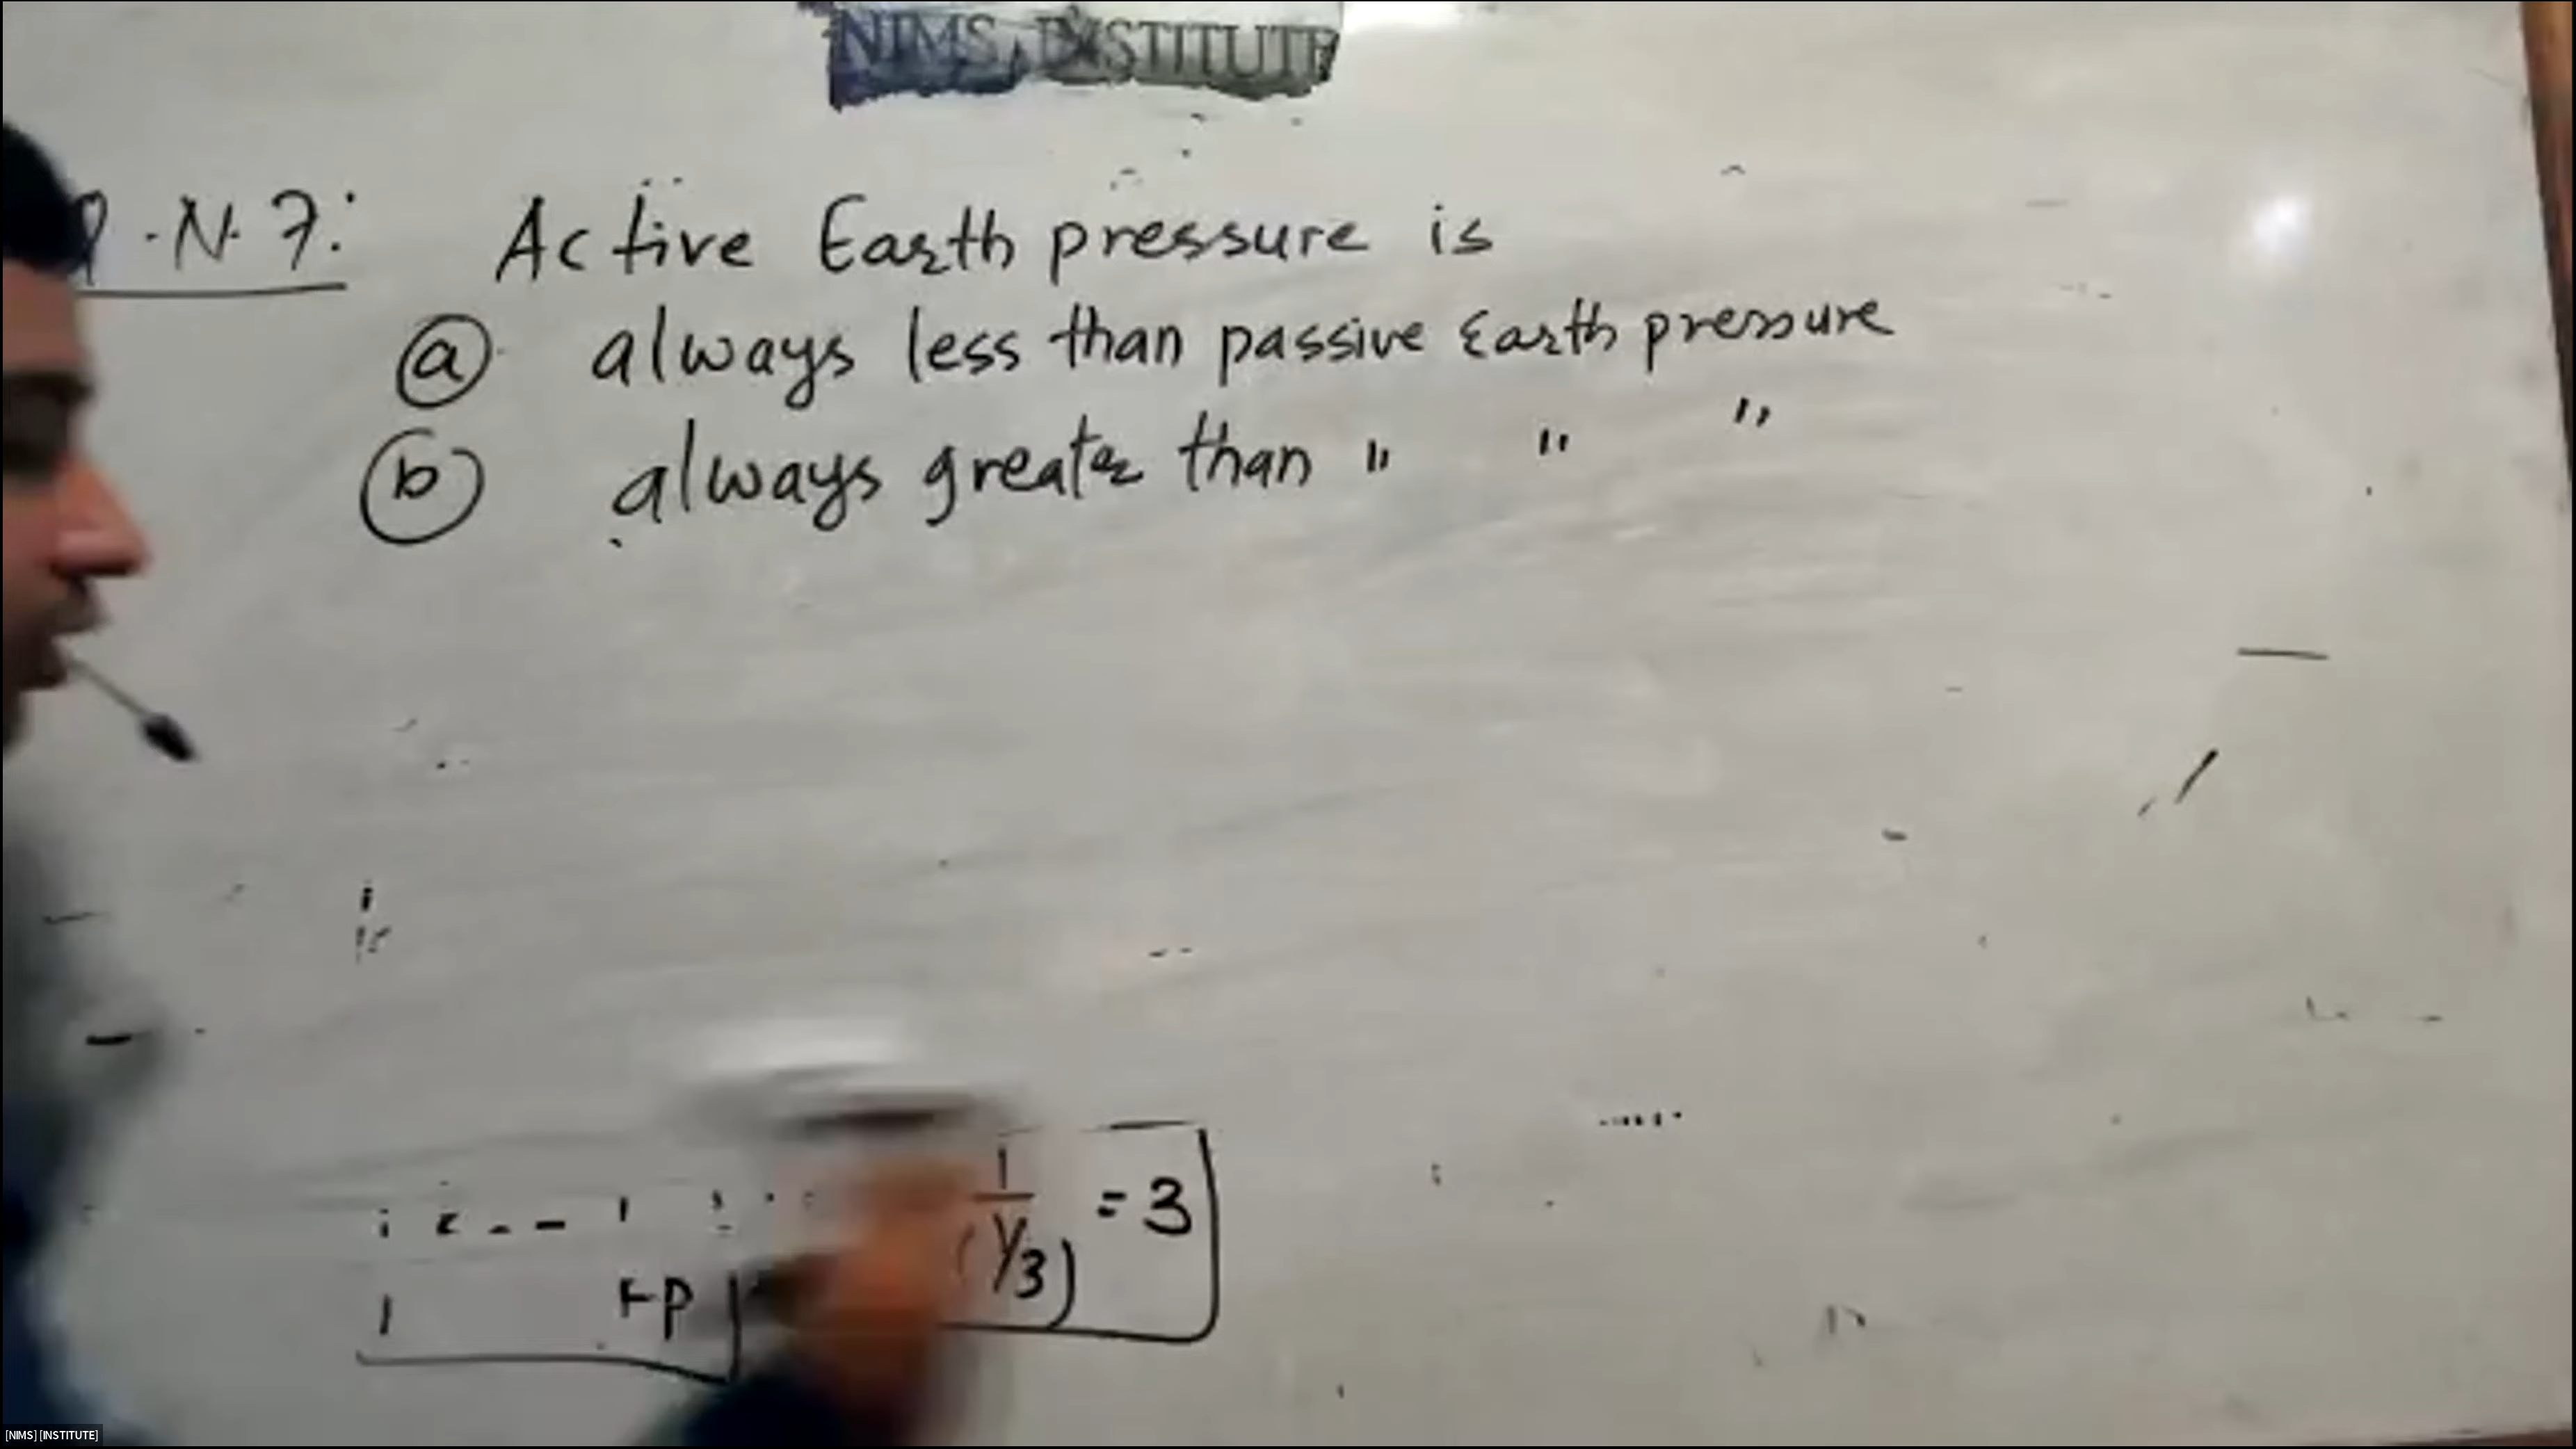 NIMS INSTITUTE
Q.N.7: Active Earth pressure is
(a) always less than passive Earth pressure
(b) always greater than " " "
1
(1/3) = 3
[NIMS] [INSTITUTE]